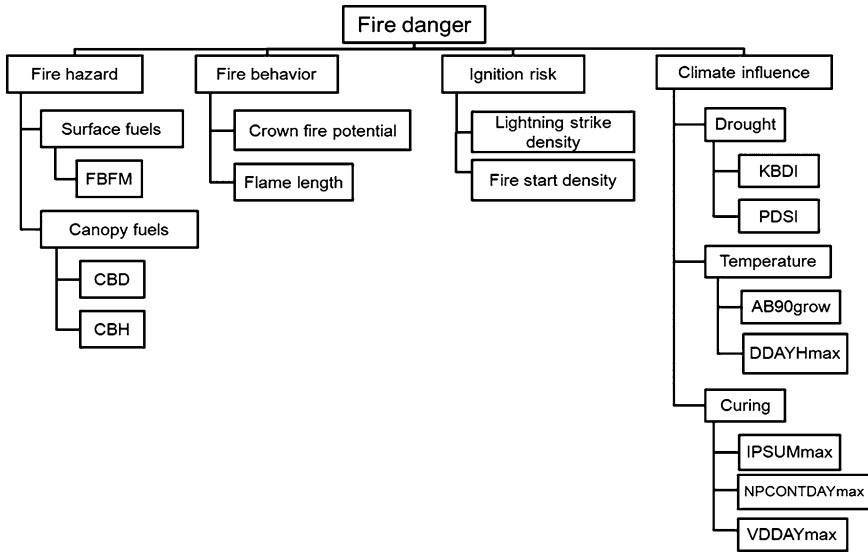 Fire danger
Fire hazard
Surface fuels
FBFM
Canopy fuels
CBD
CBH
Fire behavior
Crown fire potential
Flame length
Ignition risk
Lightning strike
density
Fire start density
Climate influence
Drought
KBDI
PDSI
Temperature
AB90grow
DDAYHmax
Curing
IPSUMmax
NPCONTDAYmax
VDDAYmax